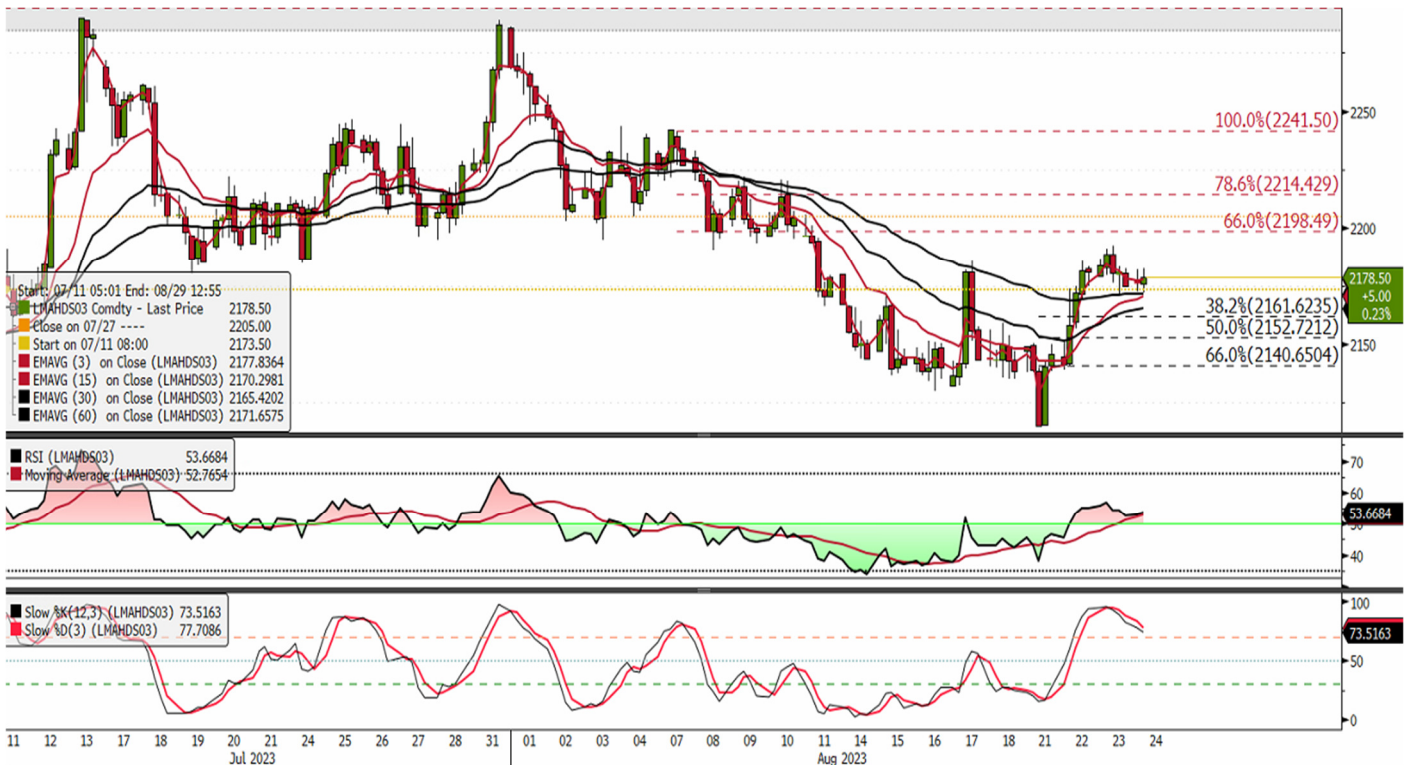 2250
2200
2150
100.0%(2241.50)
78.6%(2214.429)
66.0%(2198.49)
2178.50
+5.00
0.23%
38.2%(2161.6235)
50.0%(2152.7212)
66.0%(2140.6504)
Start: 07/11 05:01 End: 08/29 12:55
LMAHDS03 Comdty - Last Price 2178.50
Close on 07/27 ---- 2205.00
Start on 07/11 08:00 2173.50
EMAVG (3) on Close (LMAHDS03) 2177.8364
EMAVG (15) on Close (LMAHDS03) 2170.2981
EMAVG (30) on Close (LMAHDS03) 2165.4202
EMAVG (60) on Close (LMAHDS03) 2171.6575
RSI (LMAHDS03) 53.6684
Moving Average (LMAHDS03) 52.7654
70
60
53.6684
50
40
Slow %K(12,3) (LMAHDS03) 73.5163
Slow %D(3) (LMAHDS03) 77.7086
100
73.5163
50
0
11 12 13 17 18 19 20 21 24 25 26 27 28 31 01 02 03 04 07 08 09 10 11 14 15 16 17 18 21 22 23 24
Jul 2023 Aug 2023